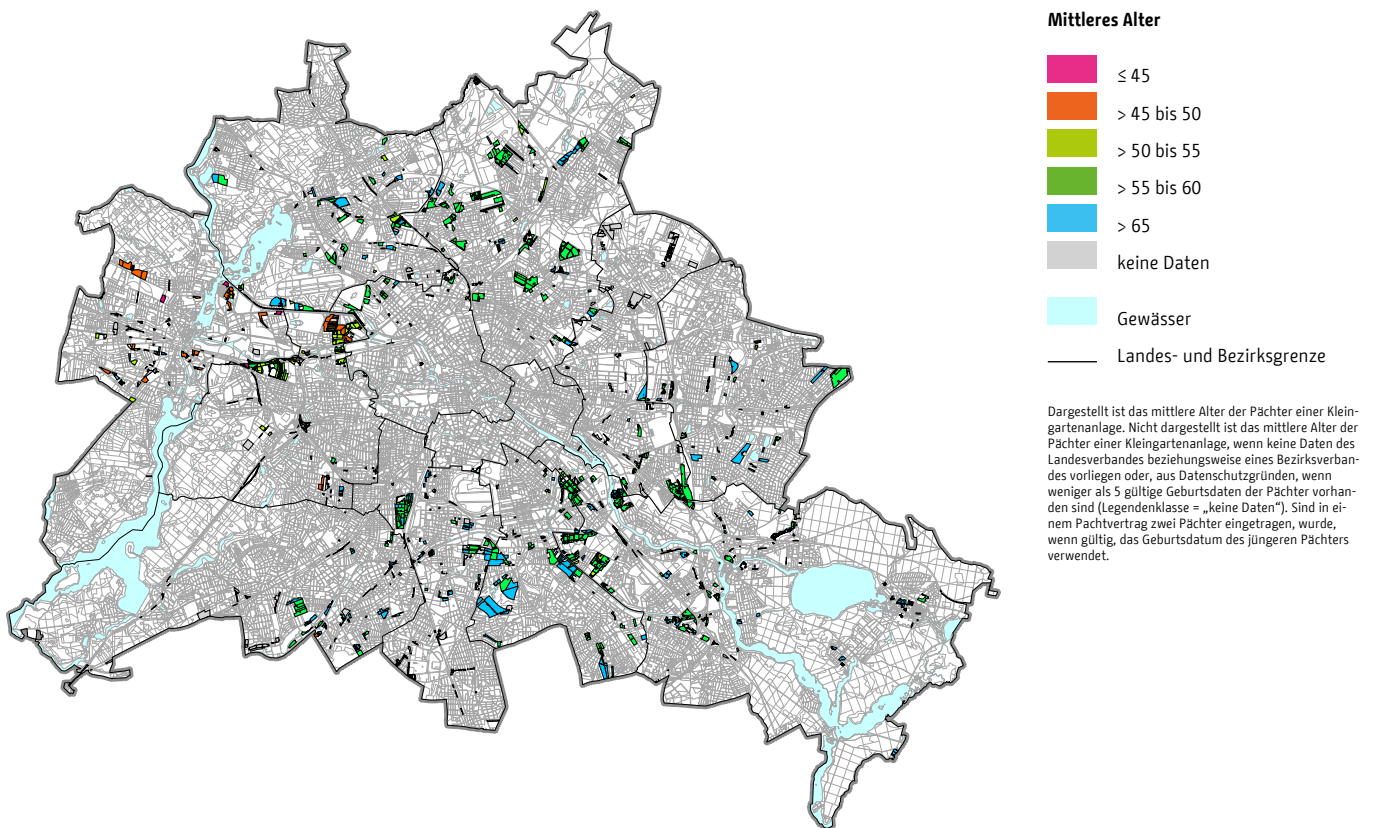 Mittleres Alter
≤ 45
> 45 bis 50
> 50 bis 55
> 55 bis 60
> 65
keine Daten
Gewässer
Landes- und Bezirksgrenze
Dargestellt ist das mittlere Alter der Pächter einer Klein-
gartenanlage. Nicht dargestellt ist das mittlere Alter der
Pächter einer Kleingartenanlage, wenn keine Daten des
Landesverbandes beziehungsweise eines Bezirksverban-
des vorliegen oder, aus Datenschutzgründen, wenn
weniger als 5 gültige Geburtsdaten der Pächter vorhan-
den sind (Legendenklasse = „keine Daten“). Sind in ei-
nem Pachtvertrag zwei Pächter eingetragen, wurde,
wenn gültig, das Geburtsdatum des jüngeren Pächters
verwendet.